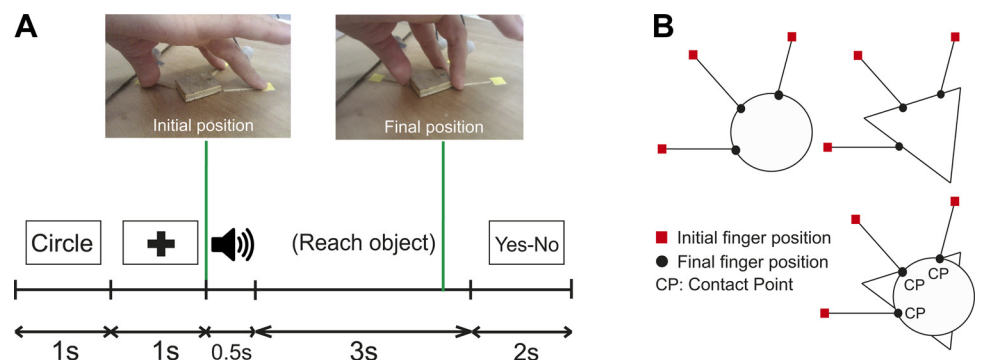 A
Initial position
Final position
Circle
(Reach object)
Yes-No
1s
1s
0.5s
3s
2s
B
Initial finger position
Final finger position
CP: Contact Point
CP
CP
CP